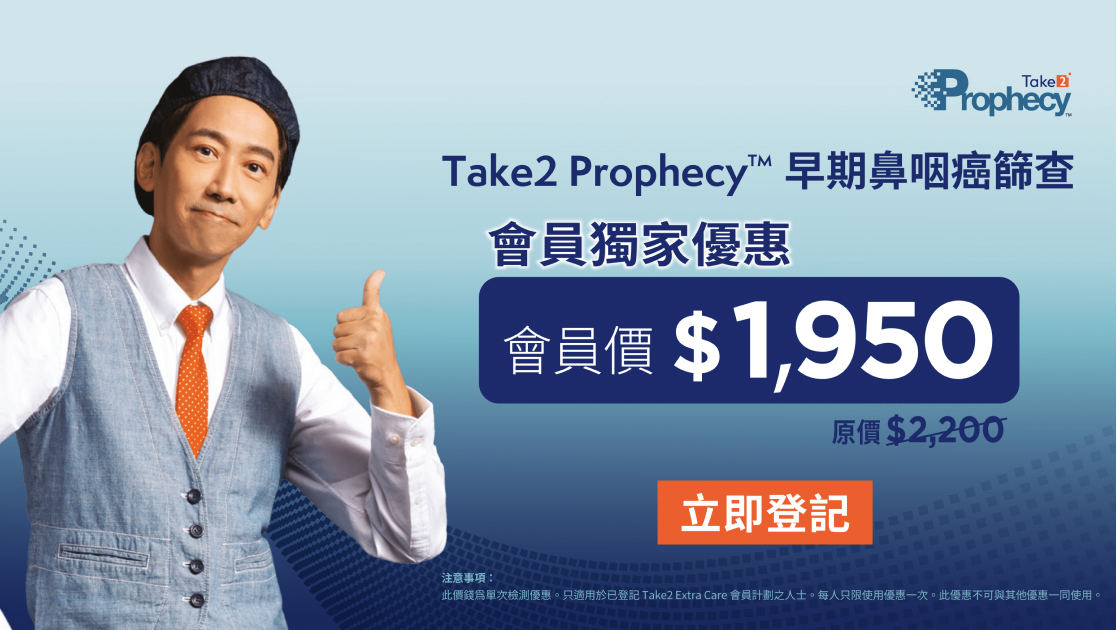 Take2
Prophecy™
Take2 Prophecy™ 早期鼻咽癌篩查
會員獨家優惠
會員價 $1,950
原價 $2,200
立即登記
注意事項：
此價錢為單次檢測優惠。只適用於已登記 Take2 Extra Care 會員計劃之人士。每人只限使用優惠一次。此優惠不可與其他優惠一同使用。